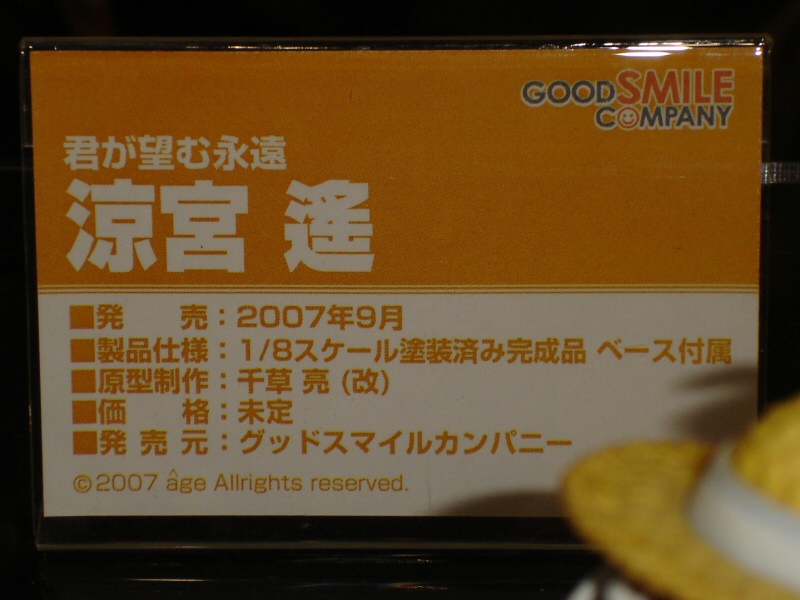 GOOD SMILE
COMPANY
君が望む永遠
涼宮 遙
■発　売：2007年9月
■製品仕様：1/8スケール塗装済み完成品 ベース付属
■原型制作：千草 亮 (改)
■価　格：未定
■発 売 元：グッドスマイルカンパニー
©2007 âge Allrights reserved.